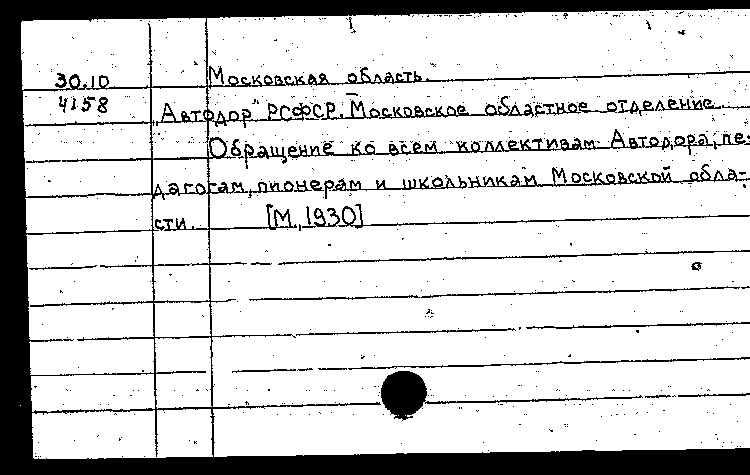 30.10 Московская область.
4158 „Автодор" РСФСР. Московское областное отделение.
Обращение ко всем коллективам Автодора, пе-
дагогам, пионерам и школьникам Московской обла-
сти. [М., 1930]